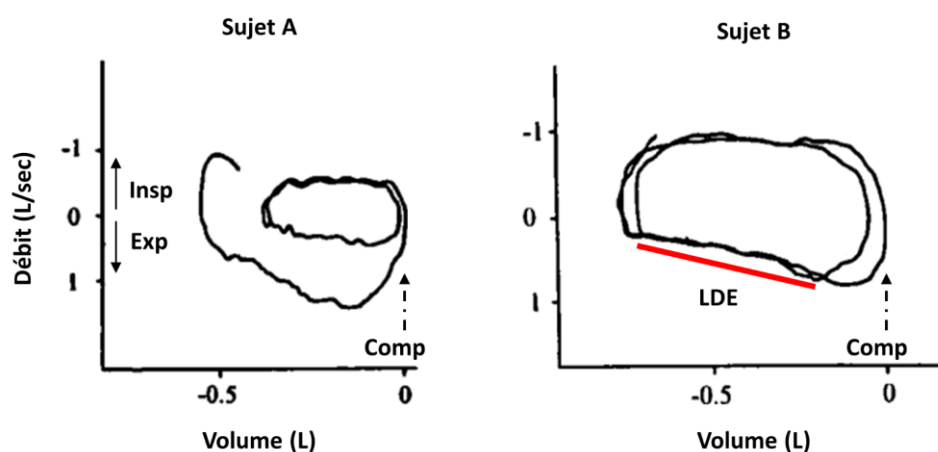 Sujet A
Débit (L/sec)
-1
0
1
Insp
Exp
Comp
-0.5
0
Volume (L)
Sujet B
-1
0
1
LDE
Comp
-0.5
0
Volume (L)